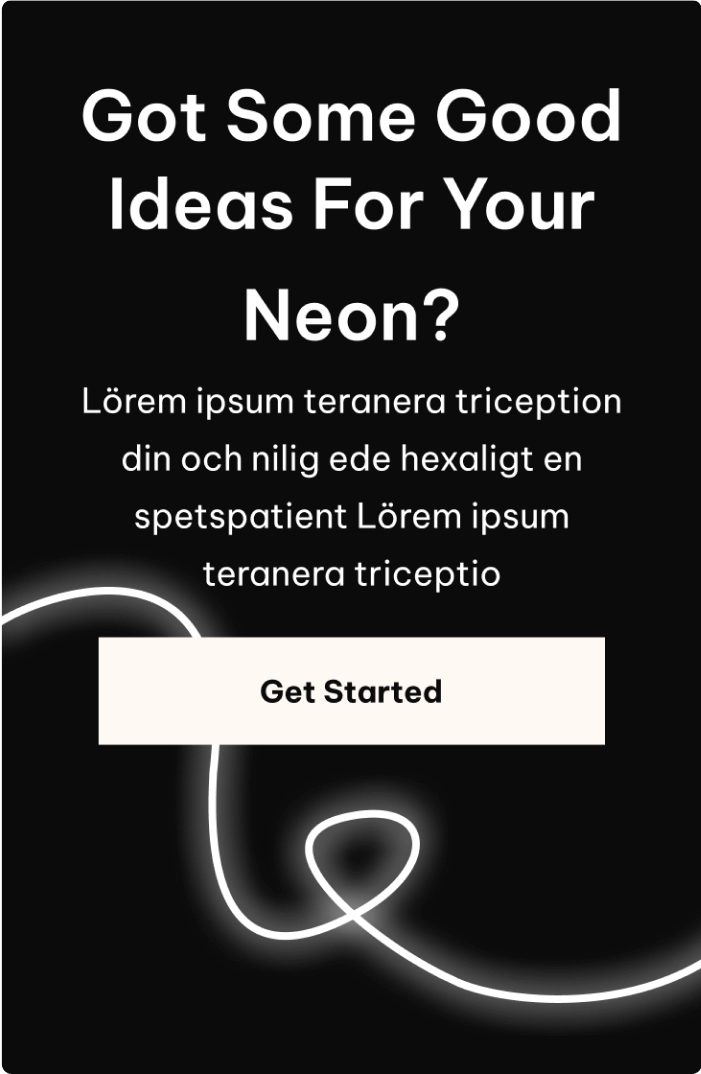 Got Some Good
Ideas For Your
Neon?
Lörem ipsum teranera triception
din och nilig ede hexaligt en
spetspatient Lörem ipsum
teranera triceptio
Get Started